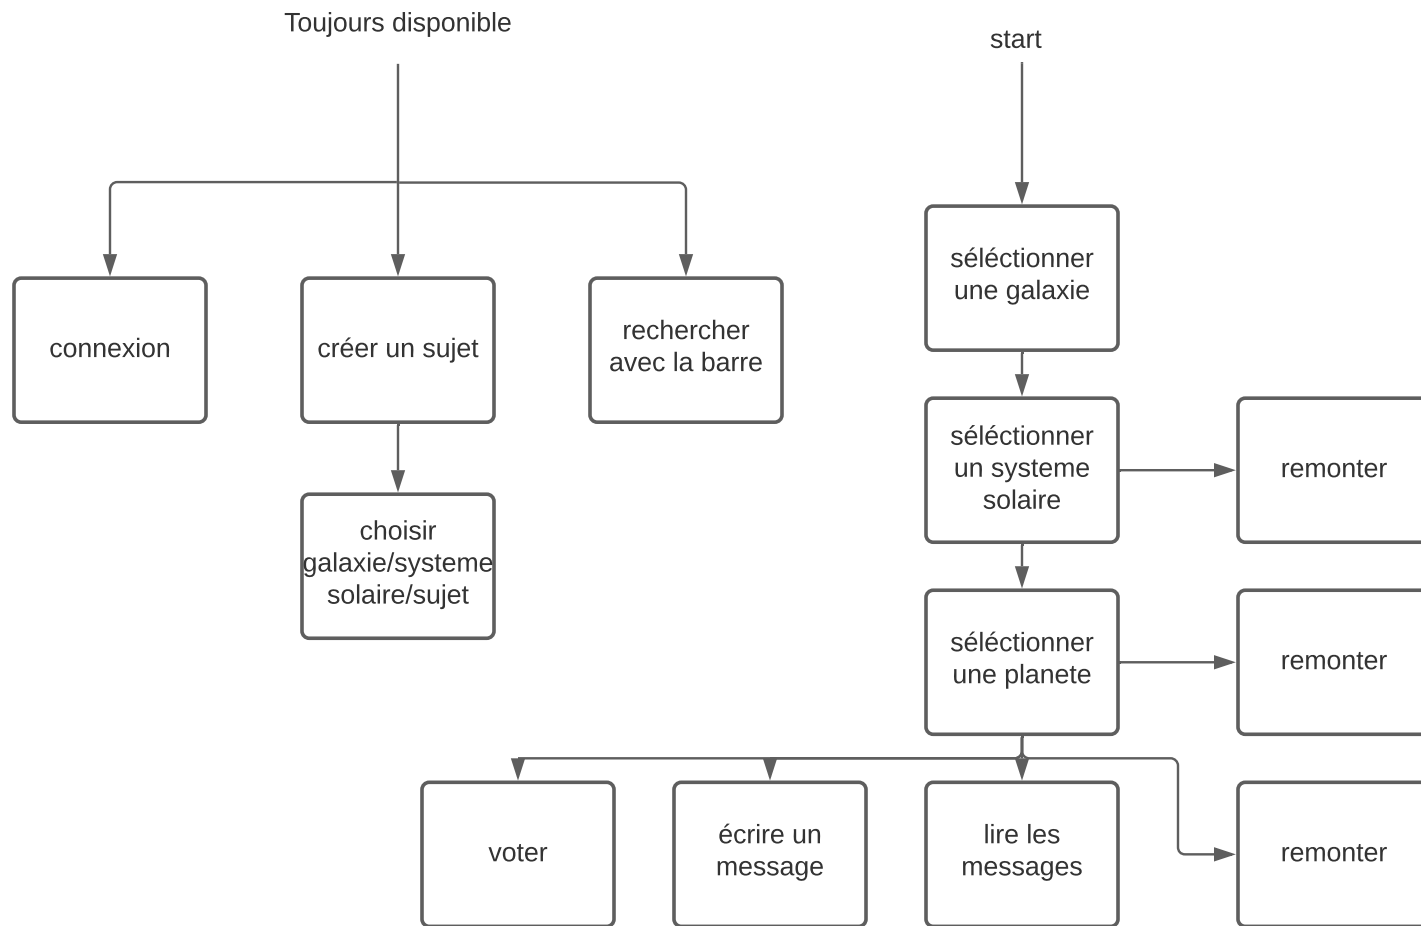 Toujours disponible
start
séléctionner
une galaxie
connexion
créer un sujet
rechercher
avec la barre
séléctionner
un systeme
solaire
remonter
choisir
galaxie/systeme
solaire/sujet
séléctionner
une planete
remonter
voter
écrire un
message
lire les
messages
remonter